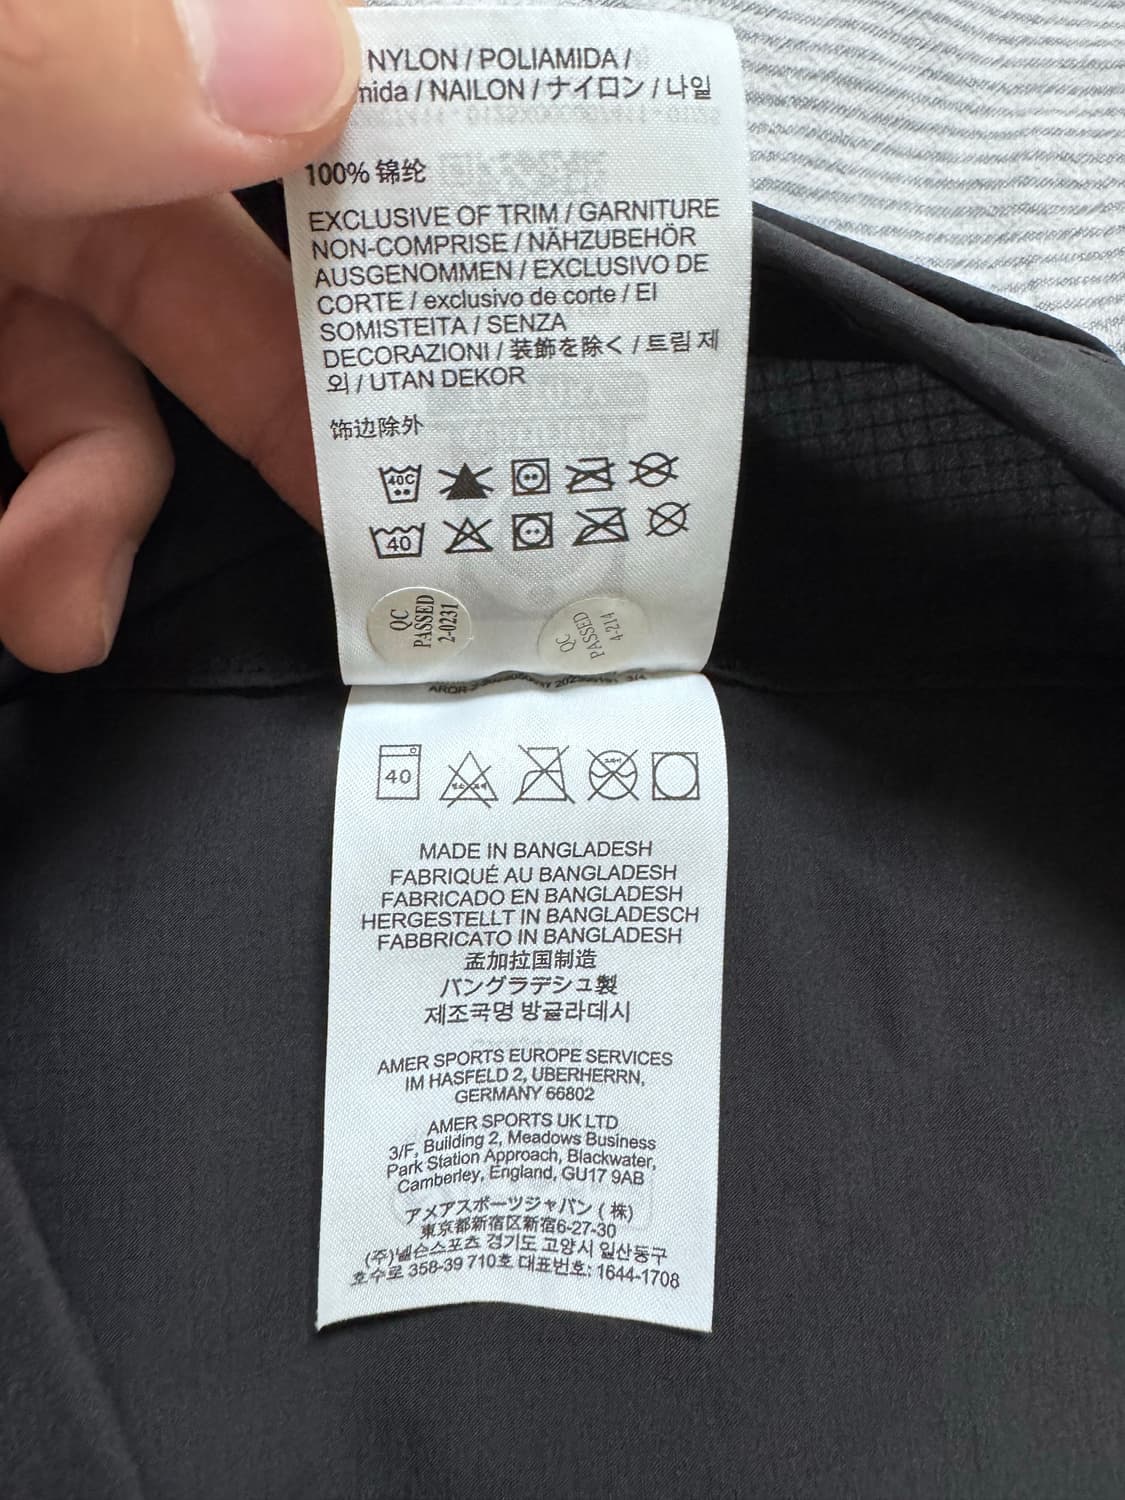 NYLON / POLIAMIDA /
mida / NAILON / ナイロン / 나일
100% 锦纶
EXCLUSIVE OF TRIM / GARNITURE
NON-COMPRISE / NÄHZUBEHÖR
AUSGENOMMEN / EXCLUSIVO DE
CORTE / exclusivo de corte / EI
SOMISTEITA / SENZA
DECORAZIONI / 装飾を除く / 트림 제
외 / UTAN DEKOR
饰边除外
40C
40
QC
PASSED
2-0231
QC
PASSED
4-214
3/4
40
MADE IN BANGLADESH
FABRIQUÉ AU BANGLADESH
FABRICADO EN BANGLADESH
HERGESTELLT IN BANGLADESCH
FABBRICATO IN BANGLADESH
孟加拉国制造
バングラデシュ製
제조국명 방글라데시
AMER SPORTS EUROPE SERVICES
IM HASFELD 2, UBERHERRN,
GERMANY 66802
AMER SPORTS UK LTD
3/F, Building 2, Meadows Business
Park Station Approach, Blackwater,
Camberley, England, GU17 9AB
アメアスポーツジャパン (株)
東京都新宿区新宿6-27-30
(주)넬슨스포츠 경기도 고양시 일산동구
호수로 358-39 710호 대표번호: 1644-1708